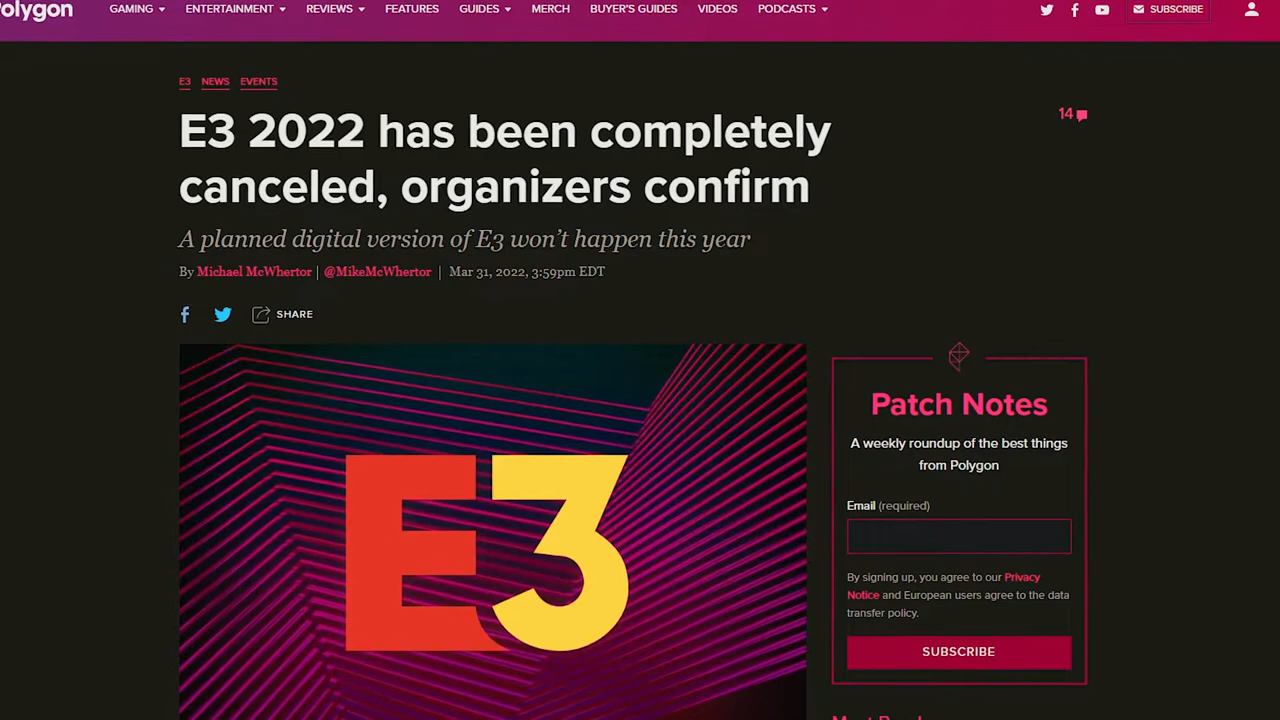 Polygon GAMING ENTERTAINMENT REVIEWS FEATURES GUIDES MERCH BUYER'S GUIDES VIDEOS PODCASTS SUBSCRIBE
E3 NEWS EVENTS
E3 2022 has been completely
canceled, organizers confirm
14
A planned digital version of E3 won't happen this year
By Michael McWhertor | @MikeMcWhertor | Mar 31, 2022, 3:59pm EDT
SHARE
E3
Patch Notes
A weekly roundup of the best things
from Polygon
Email (required)
By signing up, you agree to our Privacy
Notice and European users agree to the data
transfer policy.
SUBSCRIBE